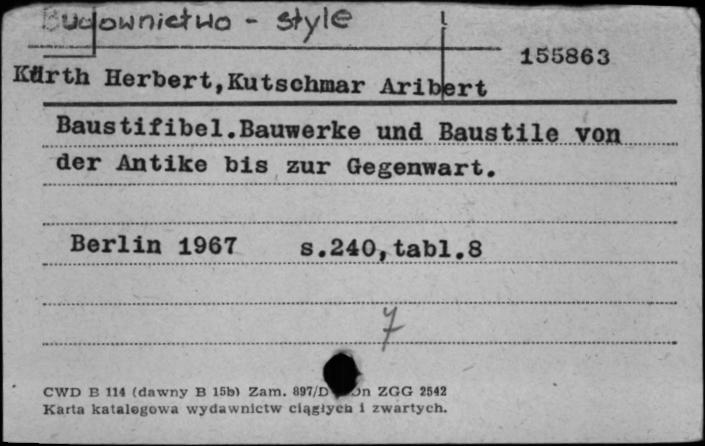 Budownictwo - style
155863
Kürth Herbert,Kutschmar Aribert
Baustifibel.Bauwerke und Baustile von
der Antike bis zur Gegenwart.
Berlin 1967 s.240,tabl.8
7
CWD B 114 (dawny B 15b) Zam. 897/D ZGG 2542
Karta katalogowa wydawnictw ciągłych i zwartych.